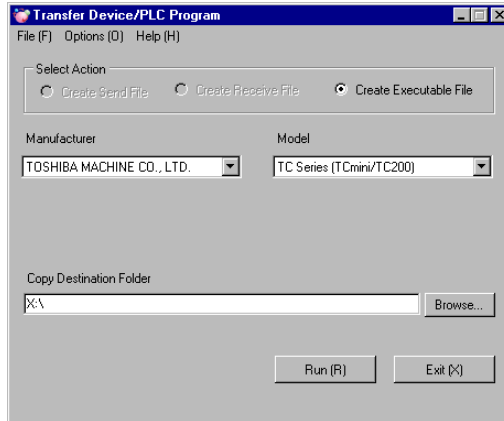 Transfer Device/PLC Program
File (F) Options (O) Help (H)
Select Action
Create Send File Create Receive File Create Executable File
Manufacturer Model
TOSHIBA MACHINE CO., LTD. TC Series (TCmini/TC200)
Copy Destination Folder
X:\ Browse...
Run (R) Exit (X)